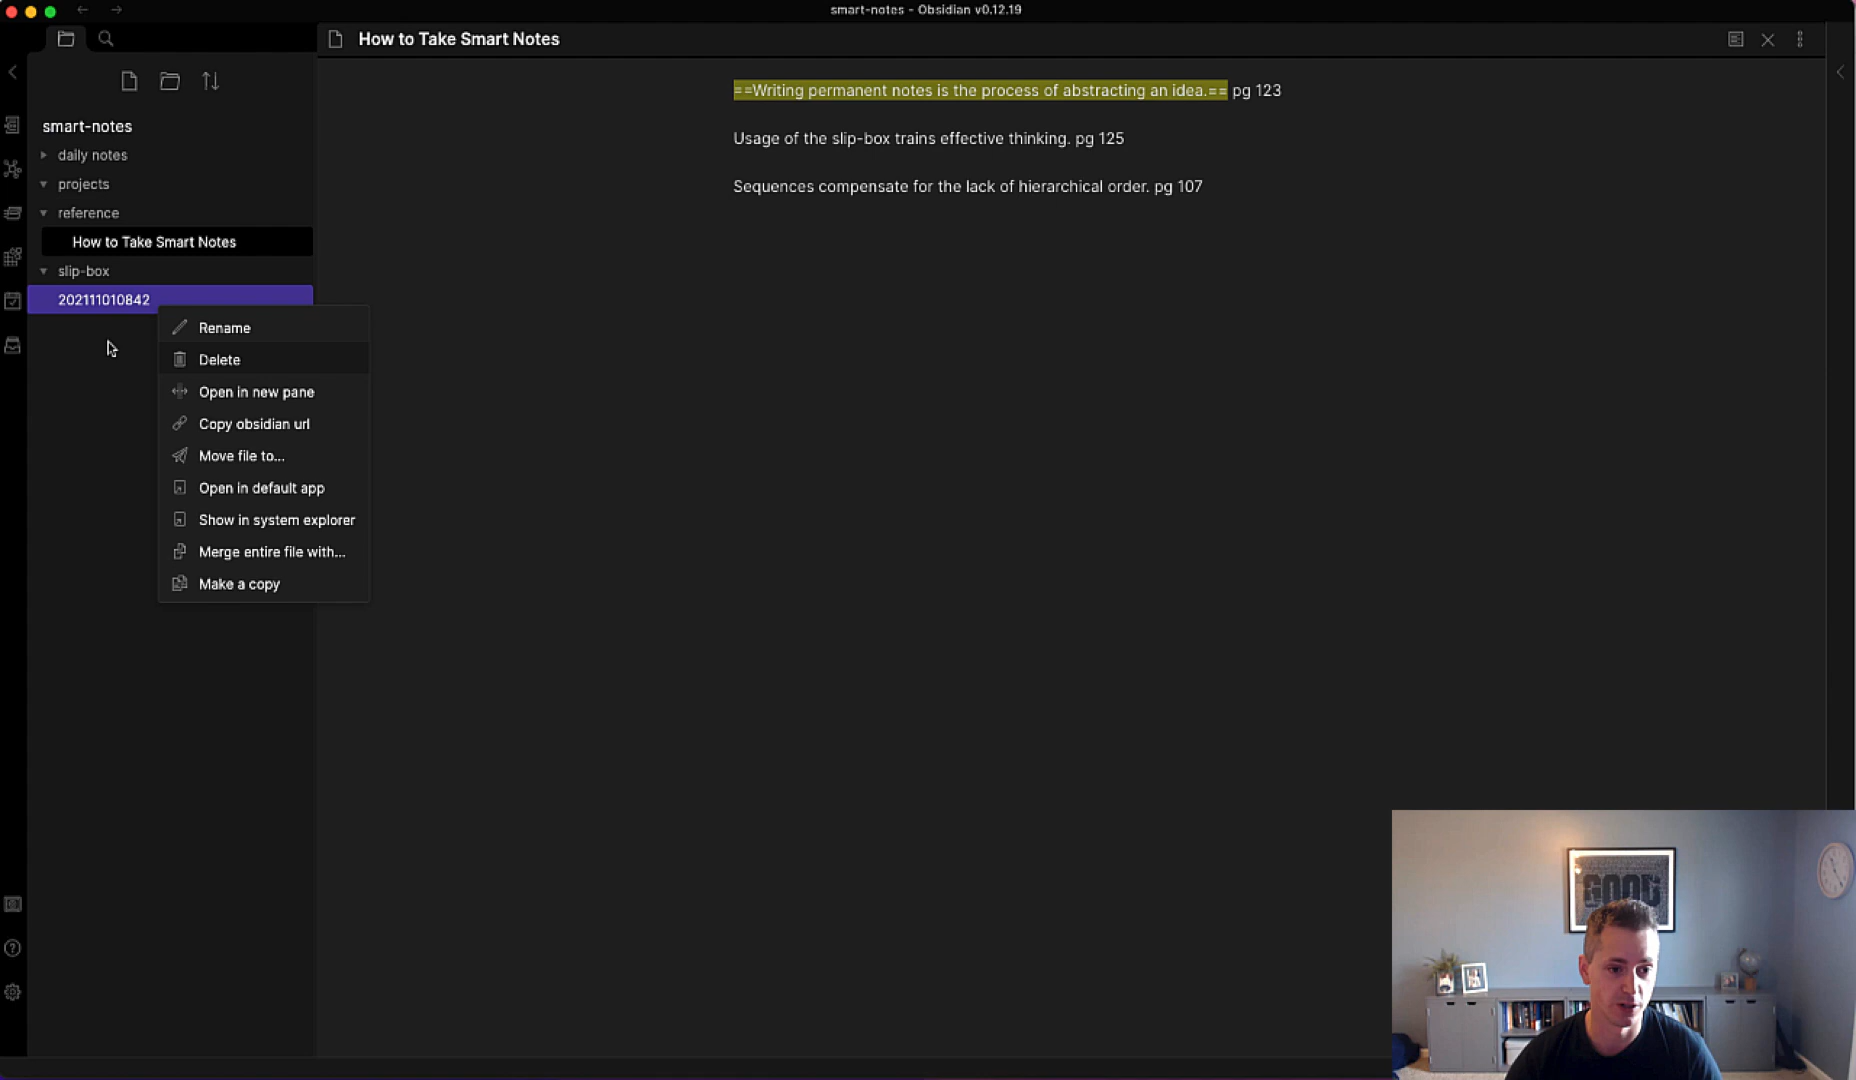 smart-notes - Obsidian v0.12.19
How to Take Smart Notes
smart-notes
daily notes
projects
reference
How to Take Smart Notes
slip-box
202111010842
Rename
Delete
Open in new pane
Copy obsidian url
Move file to...
Open in default app
Show in system explorer
Merge entire file with...
Make a copy
==Writing permanent notes is the process of abstracting an idea.== pg 123
Usage of the slip-box trains effective thinking. pg 125
Sequences compensate for the lack of hierarchical order. pg 107
GOOD